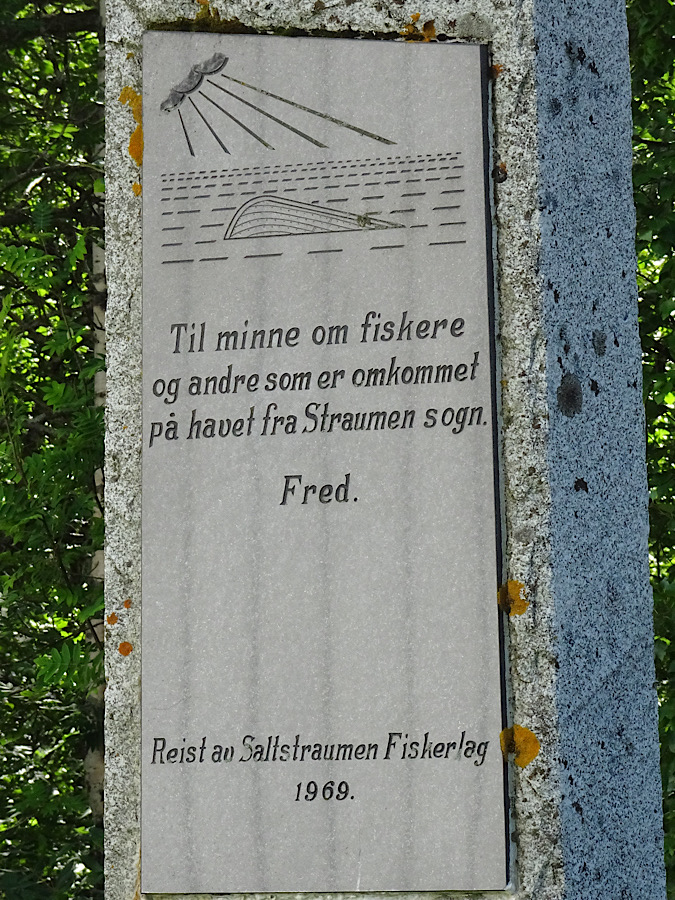 Til minne om fiskere
og andre som er omkommet
på havet fra Straumen sogn.
Fred.
Reist av Saltstraumen Fiskerlag
1969.